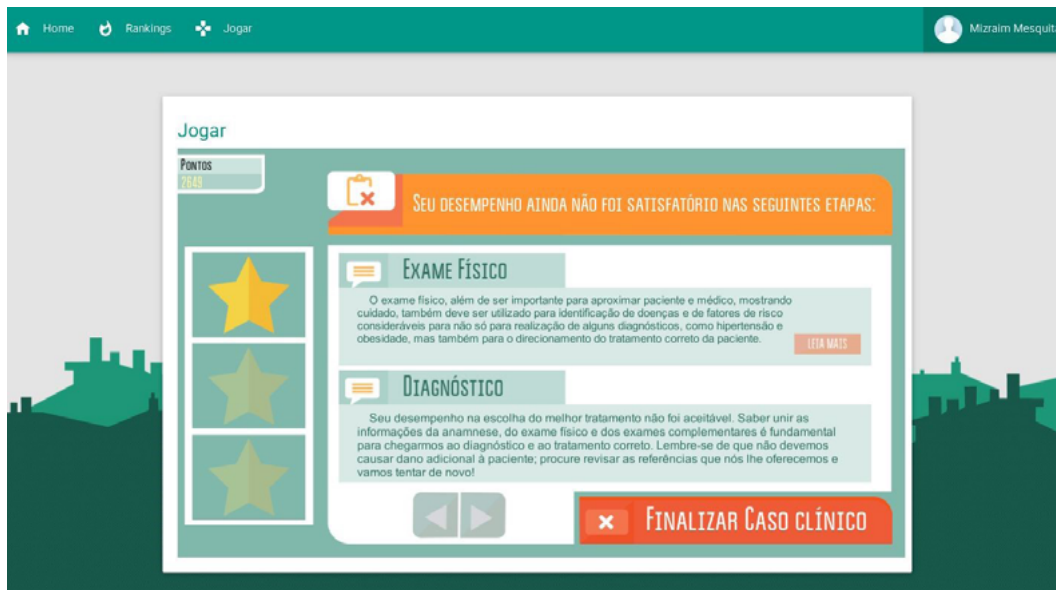 Home Rankings Jogar Mizraim Mesquit
Jogar
PONTOS
2649
SEU DESEMPENHO AINDA NÃO FOI SATISFATÓRIO NAS SEGUINTES ETAPAS:
EXAME FÍSICO
O exame físico, além de ser importante para aproximar paciente e médico, mostrando
cuidado, também deve ser utilizado para identificação de doenças e de fatores de risco
consideráveis para não só para realização de alguns diagnósticos, como hipertensão e
obesidade, mas também para o direcionamento do tratamento correto da paciente.
LEIA MAIS
DIAGNÓSTICO
Seu desempenho na escolha do melhor tratamento não foi aceitável. Saber unir as
informações da anamnese, do exame físico e dos exames complementares é fundamental
para chegarmos ao diagnóstico e ao tratamento correto. Lembre-se de que não devemos
causar dano adicional à paciente; procure revisar as referências que nós lhe oferecemos e
vamos tentar de novo!
FINALIZAR CASO CLÍNICO